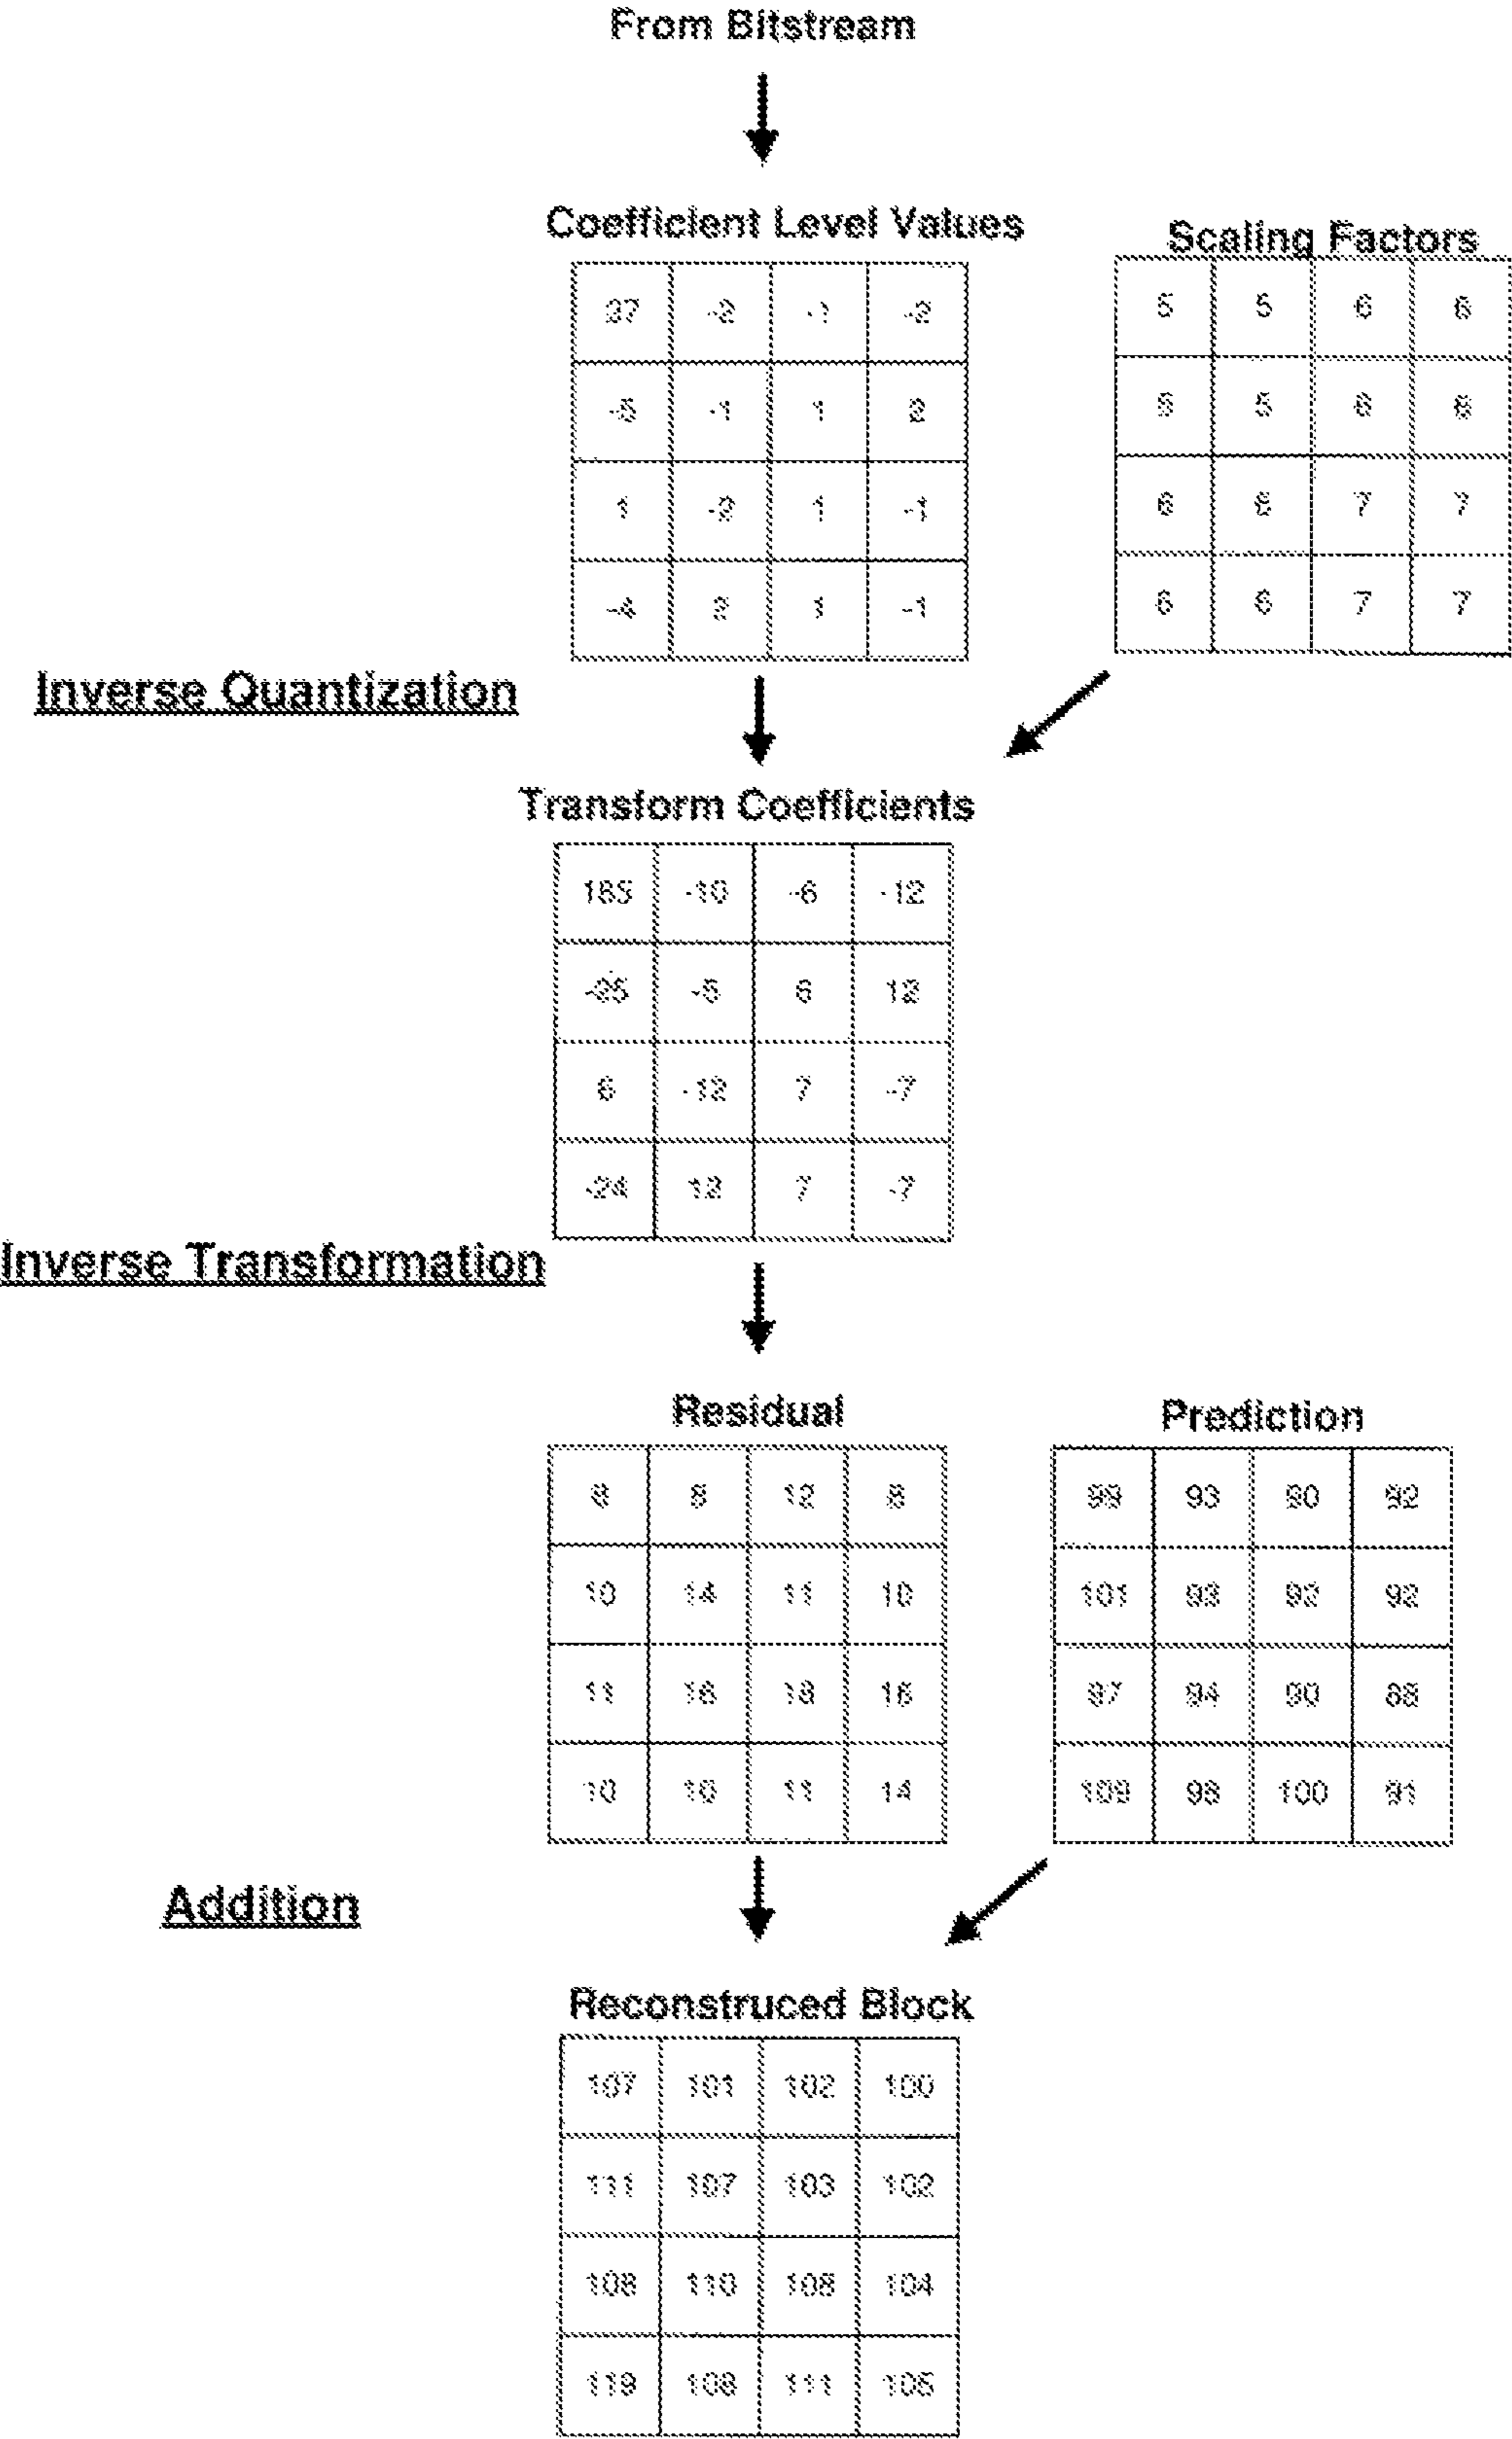 From Bitstream
Coefficient Level Values
Scaling Factors
37 -2 -1 -2
-5 -1 1 2
1 -2 1 -1
-4 2 1 -1
5 5 6 6
5 5 6 6
6 6 7 7
6 6 7 7
Inverse Quantization
Transform Coefficients
185 -10 -6 -12
-25 -5 6 12
6 -12 7 -7
-24 12 7 -7
Inverse Transformation
Residual
Prediction
8 8 12 8
10 14 11 10
11 16 18 16
10 10 11 14
99 93 90 92
101 93 92 92
97 94 90 88
109 98 100 91
Addition
Reconstruced Block
107 101 102 100
111 107 103 102
108 110 108 104
119 108 111 105